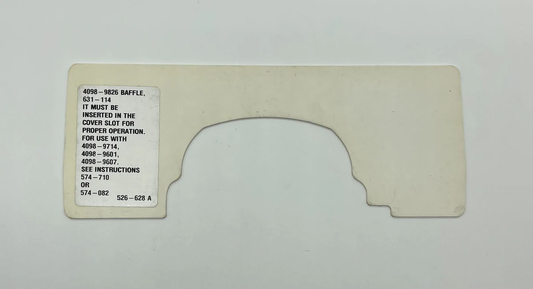 4098-9826 BAFFLE,
631-114
IT MUST BE
INSERTED IN THE
COVER SLOT FOR
PROPER OPERATION.
FOR USE WITH
4098-9714,
4098-9601,
4098-9607.
SEE INSTRUCTIONS
574-710
OR
574-082
526-628 A